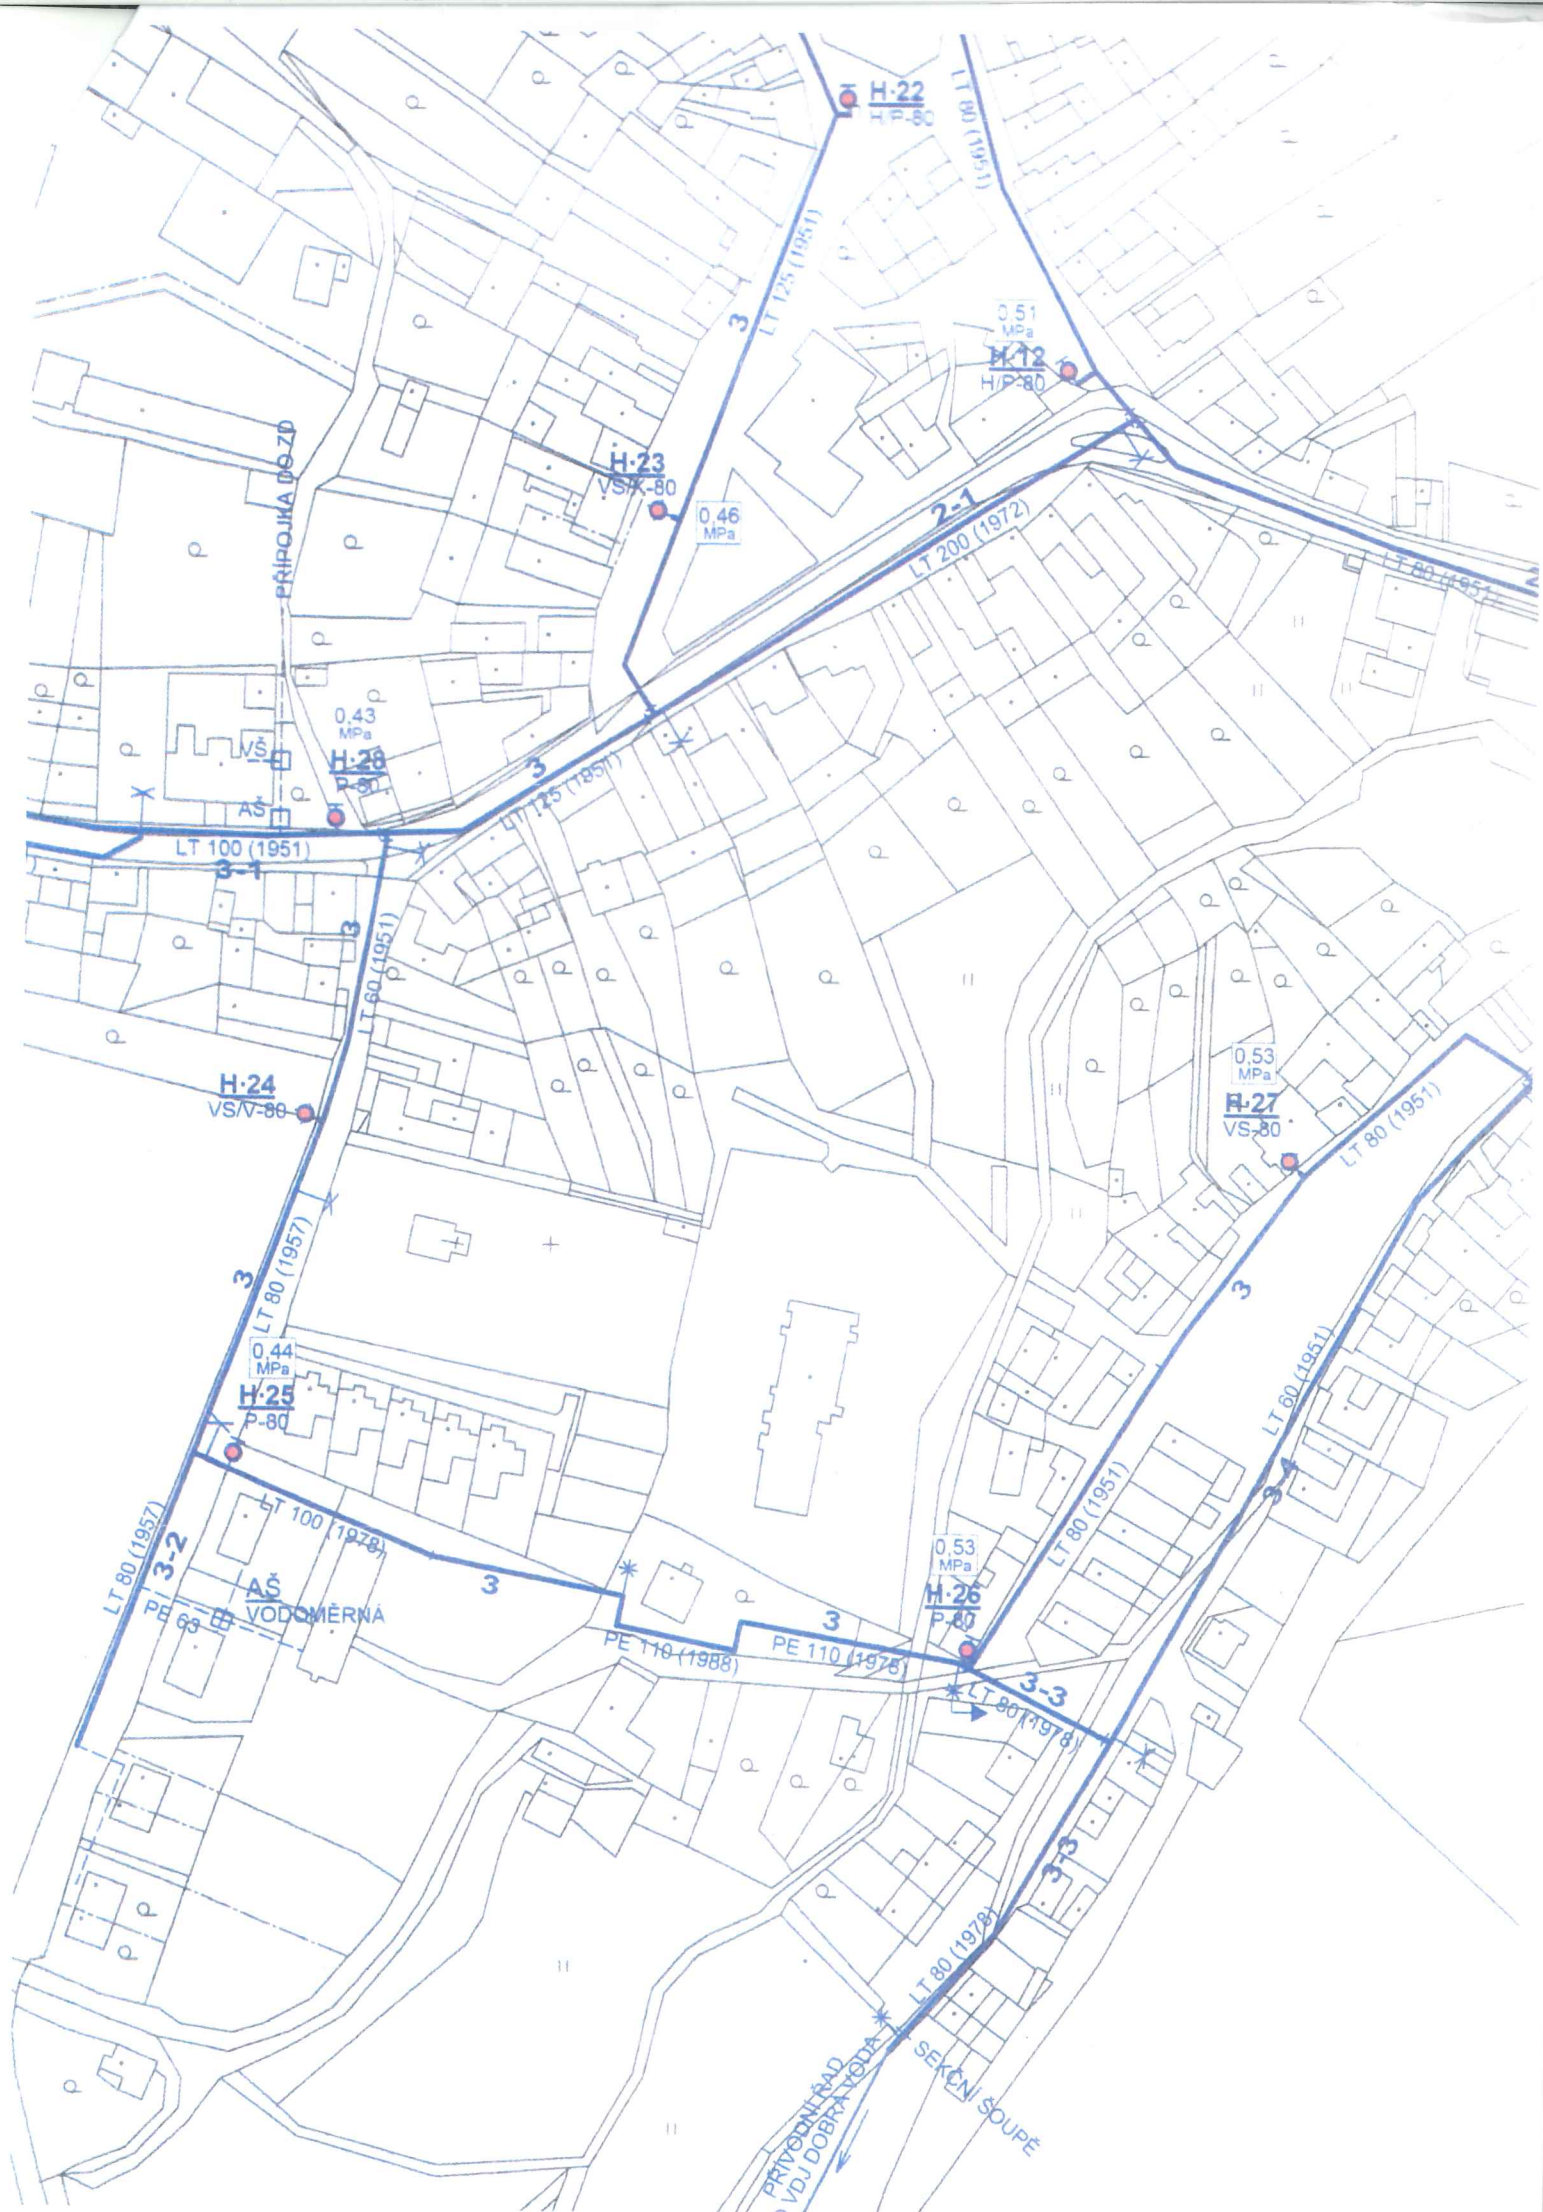 H-22
H/P-80
LT 80 (1951)
3
LT 125 (1951)
0,51
MPa
H-12
H/P-80
PŘÍPOJKA DO ZD
H-23
VS/K-80
0,46
MPa
2-1
LT 200 (1972)
LT 80 (1951)
0,43
MPa
H-28
P-80
VŠ
AŠ
3
LT 125 (1951)
LT 100 (1951)
3-1
3
LT 60 (1951)
H-24
VS/V-80
0,53
MPa
H-27
VS-80
LT 80 (1951)
3
LT 80 (1957)
3
0,44
MPa
H-25
P-80
LT 60 (1951)
3-4
LT 80 (1951)
LT 100 (1978)
LT 80 (1957)
3-2
3
0,53
MPa
H-26
P-80
AŠ
VODOMĚRNÁ
PE 63
3
PE 110 (1988)
PE 110 (1978)
3-3
LT 80 (1978)
3-3
LT 80 (1978)
SEKČNÍ ŠOUPĚ
PŘÍVODNÍ ŘAD
VDJ DOBRÁ VODA